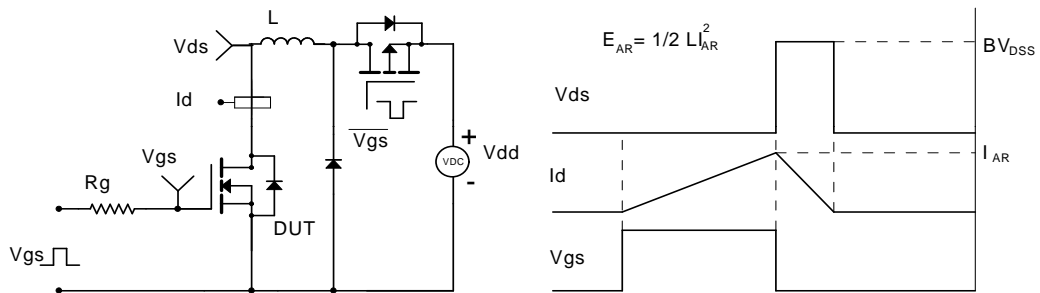 L
Vds
Id
Vgs
Rg
Vgs
DUT
Vgs
VDC
+
-
Vdd
E_AR= 1/2 LI_AR^2
BV_DSS
Vds
I_AR
Id
Vgs